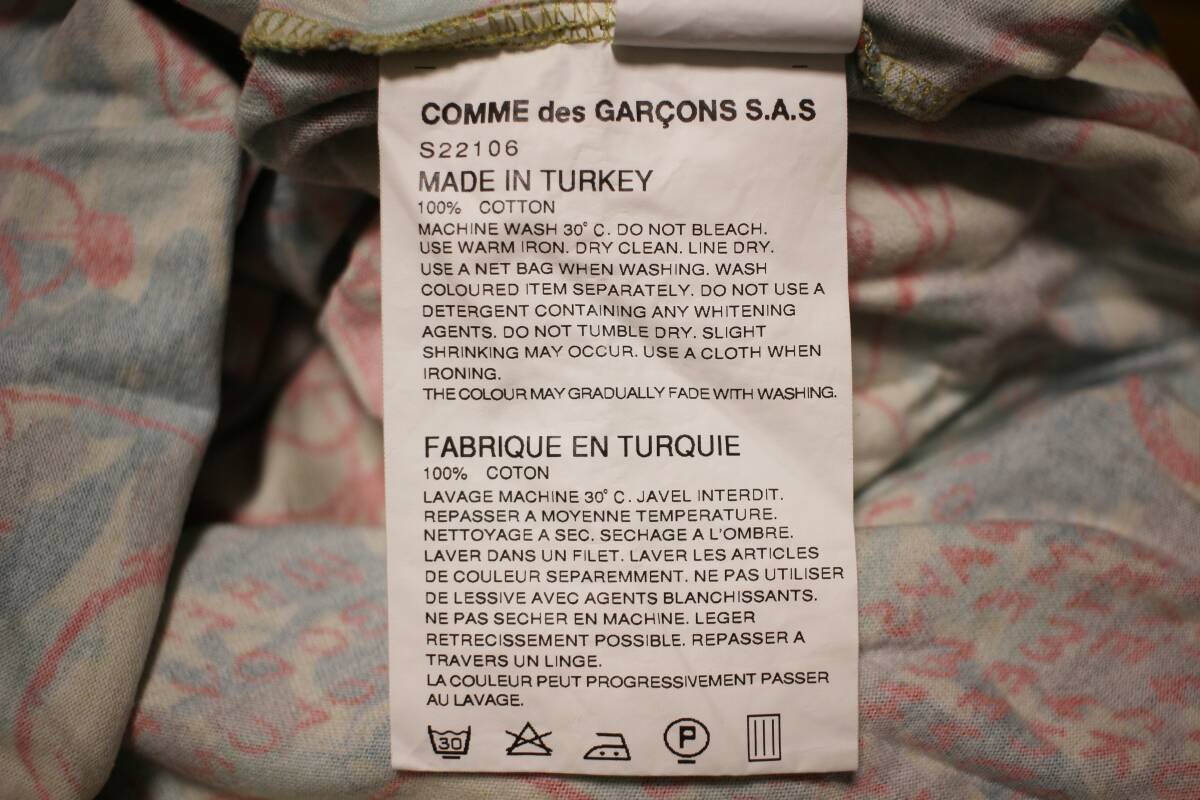 COMME des GARÇONS S.A.S
S22106
MADE IN TURKEY
100% COTTON
MACHINE WASH 30° C. DO NOT BLEACH.
USE WARM IRON. DRY CLEAN. LINE DRY.
USE A NET BAG WHEN WASHING. WASH
COLOURED ITEM SEPARATELY. DO NOT USE A
DETERGENT CONTAINING ANY WHITENING
AGENTS. DO NOT TUMBLE DRY. SLIGHT
SHRINKING MAY OCCUR. USE A CLOTH WHEN
IRONING.
THE COLOUR MAY GRADUALLY FADE WITH WASHING.
FABRIQUE EN TURQUIE
100% COTON
LAVAGE MACHINE 30° C. JAVEL INTERDIT.
REPASSER A MOYENNE TEMPERATURE.
NETTOYAGE A SEC. SECHAGE A L'OMBRE.
LAVER DANS UN FILET. LAVER LES ARTICLES
DE COULEUR SEPAREMMENT. NE PAS UTILISER
DE LESSIVE AVEC AGENTS BLANCHISSANTS.
NE PAS SECHER EN MACHINE. LEGER
RETRECISSEMENT POSSIBLE. REPASSER A
TRAVERS UN LINGE.
LA COULEUR PEUT PROGRESSIVEMENT PASSER
AU LAVAGE.
30 P